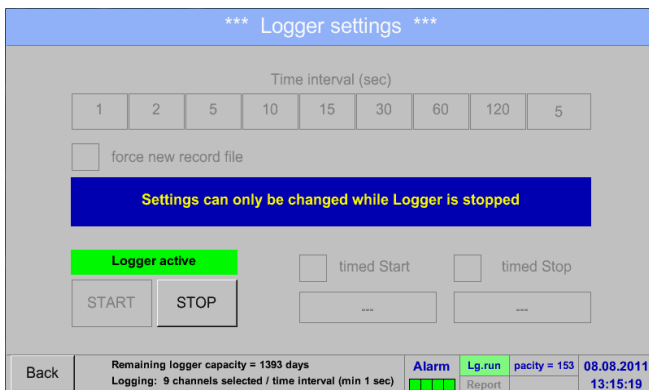 *** Logger settings ***
Time interval (sec)
1 2 5 10 15 30 60 120 5
force new record file
Settings can only be changed while Logger is stopped
Logger active
timed Start timed Stop
START STOP --- ---
Back
Remaining logger capacity = 1393 days
Logging: 9 channels selected / time interval (min 1 sec)
Alarm
Lg.run
Report
pacity = 153
08.08.2011
13:15:19